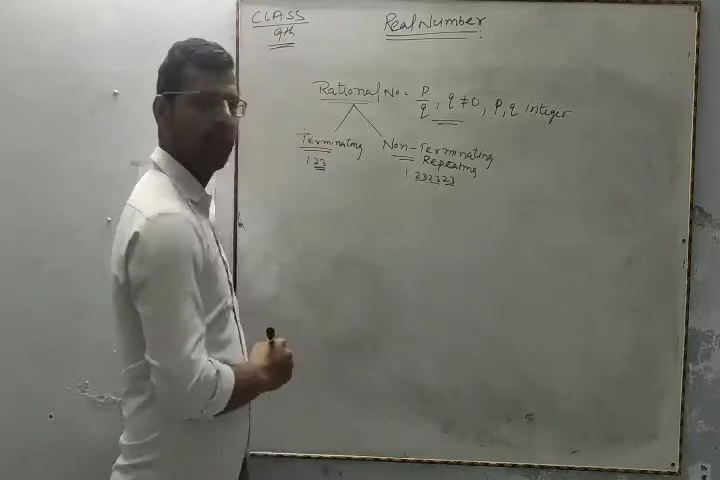 CLASS
9th
Real Number
Rational No. = P/q, q ≠ 0, P, q integer
Terminating
1.23
Non-Terminating
Repeating
1.232323